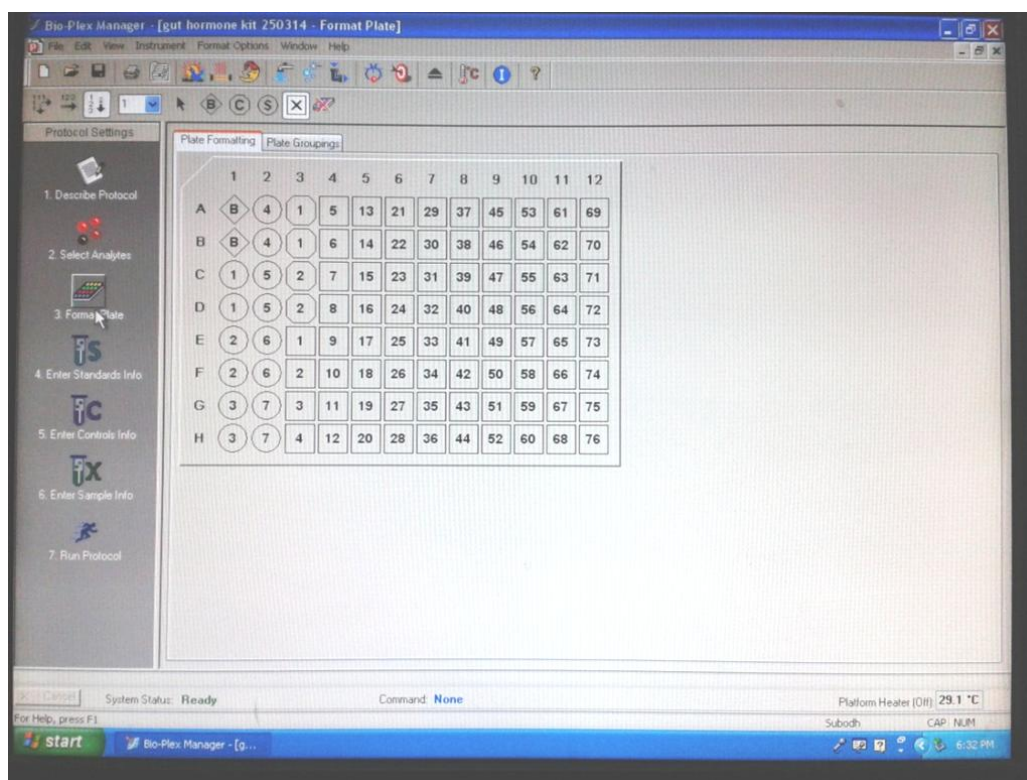 Bio-Plex Manager - [gut hormone kit 250314 - Format Plate]
File Edit View Instrument Format Options Window Help
°C ?
1 B C S X
Protocol Settings
Plate Formatting Plate Groupings
1 2 3 4 5 6 7 8 9 10 11 12
A B 4 1 5 13 21 29 37 45 53 61 69
B B 4 1 6 14 22 30 38 46 54 62 70
C 1 5 2 7 15 23 31 39 47 55 63 71
D 1 5 2 8 16 24 32 40 48 56 64 72
E 2 6 1 9 17 25 33 41 49 57 65 73
F 2 6 2 10 18 26 34 42 50 58 66 74
G 3 7 3 11 19 27 35 43 51 59 67 75
H 3 7 4 12 20 28 36 44 52 60 68 76
1. Describe Protocol
2. Select Analytes
3. Format Plate
S
4. Enter Standards Info
C
5. Enter Controls Info
X
6. Enter Sample Info
7. Run Protocol
Cancel System Status: Ready Command: None Platform Heater (Off) 29.1 °C
For Help, press F1 Subodh CAP NUM
start Bio-Plex Manager - [g... 6:32 PM